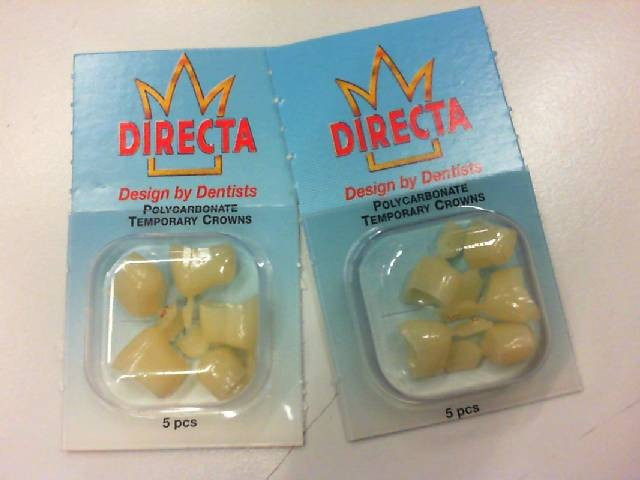 DIRECTA
Design by Dentists
POLYCARBONATE
TEMPORARY CROWNS
5 pcs
DIRECTA
Design by Dentists
POLYCARBONATE
TEMPORARY CROWNS
5 pcs